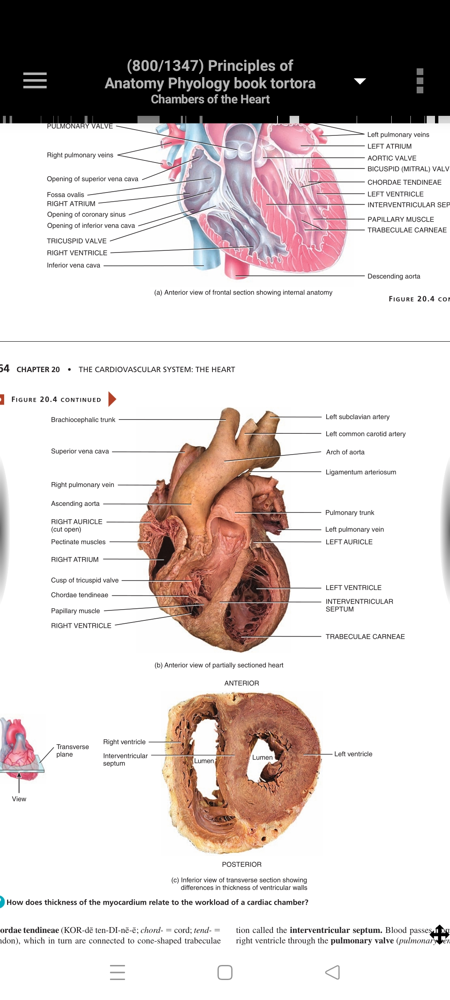 (800/1347) Principles of
Anatomy Phyology book tortora
Chambers of the Heart
PULMONARY VALVE
Right pulmonary veins
Opening of superior vena cava
Fossa ovalis
RIGHT ATRIUM
Opening of coronary sinus
Opening of inferior vena cava
TRICUSPID VALVE
RIGHT VENTRICLE
Inferior vena cava
Left pulmonary veins
LEFT ATRIUM
AORTIC VALVE
BICUSPID (MITRAL) VALV
CHORDAE TENDINEAE
LEFT VENTRICLE
INTERVENTRICULAR SEP
PAPILLARY MUSCLE
TRABECULAE CARNEAE
Descending aorta
(a) Anterior view of frontal section showing internal anatomy
FIGURE 20.4 CON
64 CHAPTER 20 • THE CARDIOVASCULAR SYSTEM: THE HEART
FIGURE 20.4 CONTINUED
Brachiocephalic trunk
Superior vena cava
Right pulmonary vein
Ascending aorta
RIGHT AURICLE
(cut open)
Pectinate muscles
RIGHT ATRIUM
Cusp of tricuspid valve
Chordae tendineae
Papillary muscle
RIGHT VENTRICLE
Left subclavian artery
Left common carotid artery
Arch of aorta
Ligamentum arteriosum
Pulmonary trunk
Left pulmonary vein
LEFT AURICLE
LEFT VENTRICLE
INTERVENTRICULAR
SEPTUM
TRABECULAE CARNEAE
(b) Anterior view of partially sectioned heart
ANTERIOR
Transverse
plane
View
Right ventricle
Interventricular
septum
Lumen
Lumen
Left ventricle
POSTERIOR
(c) Inferior view of transverse section showing
differences in thickness of ventricular walls
? How does thickness of the myocardium relate to the workload of a cardiac chamber?
ordae tendineae (KOR-dē ten-DI-nē-ē; chord- = cord; tend- =
ndon), which in turn are connected to cone-shaped trabeculae
tion called the interventricular septum. Blood passes
right ventricle through the pulmonary valve (pulmonary